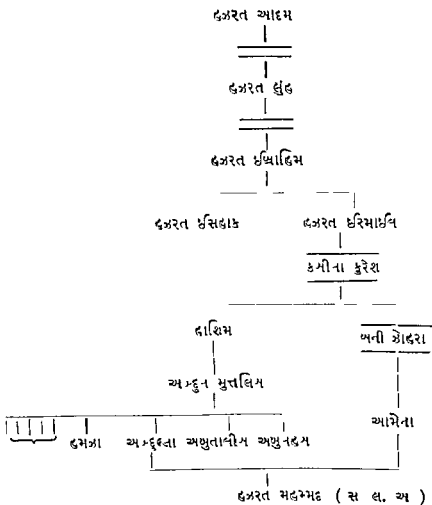 હઝરત આદમ
હઝરત લુંહ
હઝરત ઈબ્રાહિમ
હઝરત ઈસહાક હઝરત ઈસ્માઈલ
કબીના કુરેશ
હાશિમ બની ઝોહરા
અબ્દુન મુત્તલિબ
હમઝા અબ્દુલ્લા અબુતાલીબ અબુલહબ આમેના
હઝરત મહમ્મદ ( સ લ. અ )